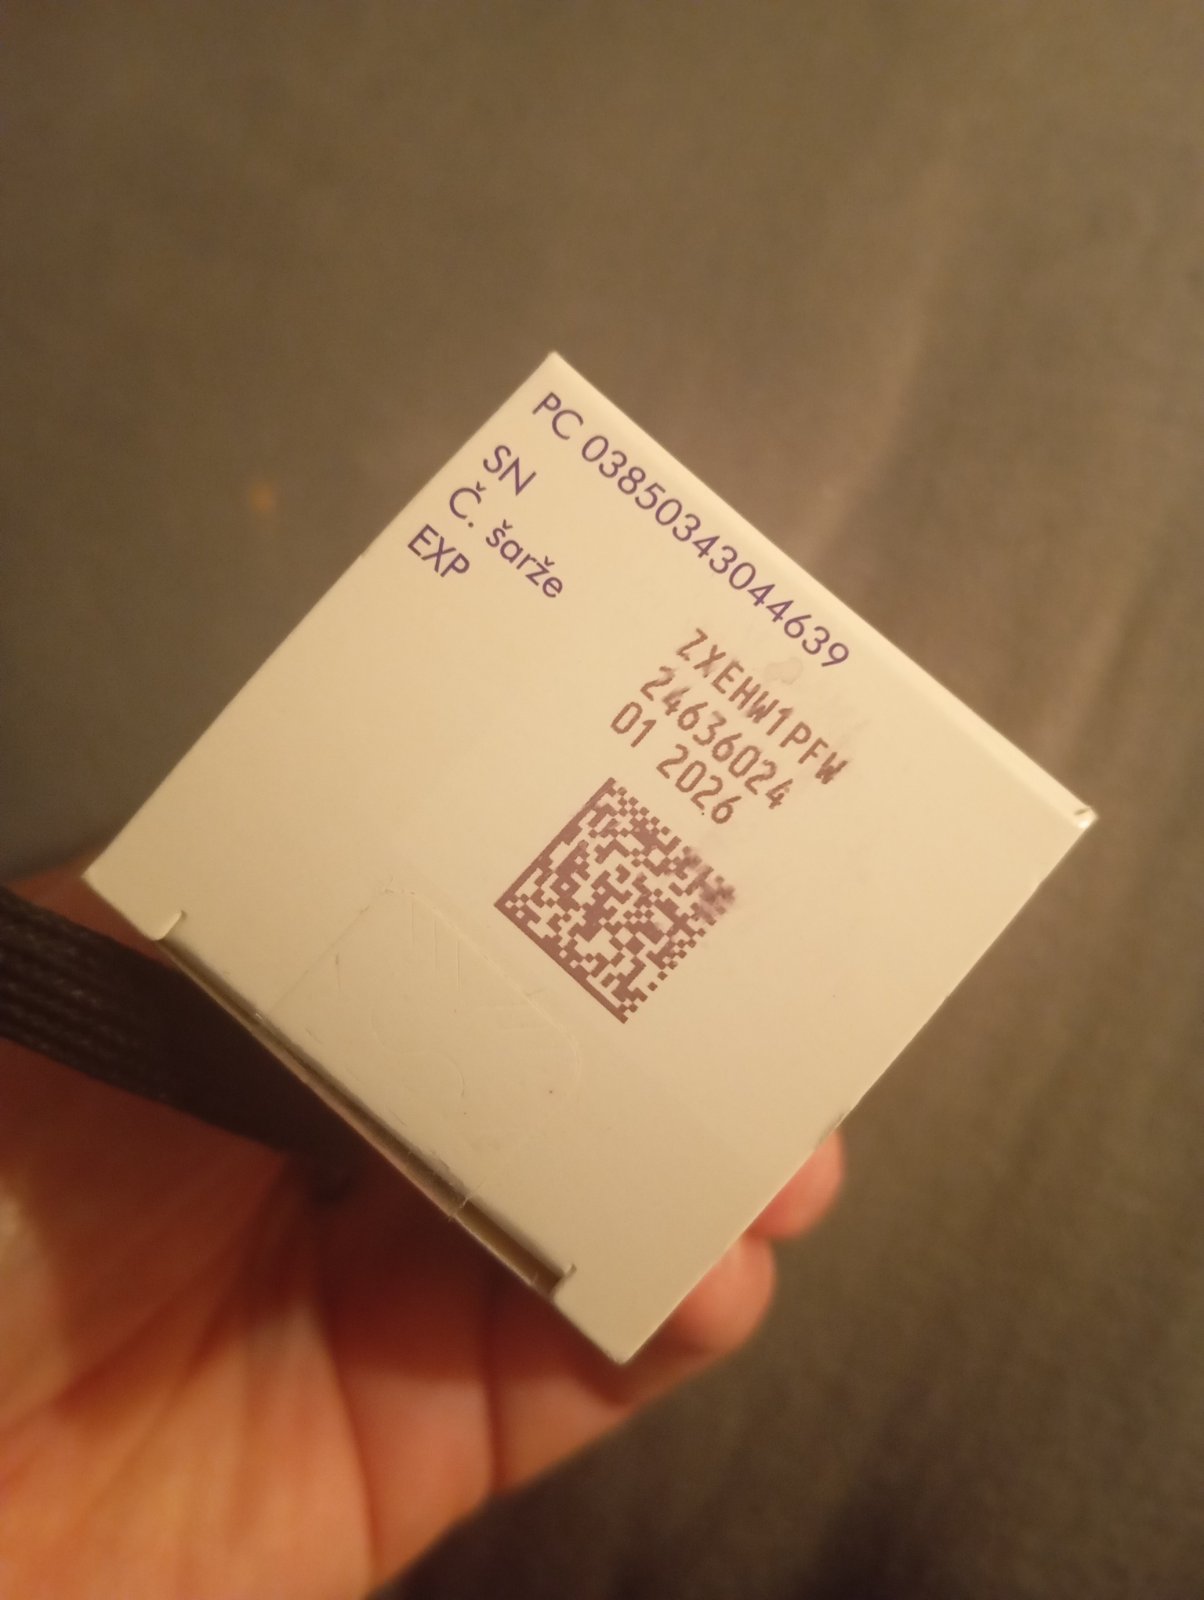 PC 03850343044639
SN
Č. šarže
EXP
ZXEHW1PFW
24636024
01 2026